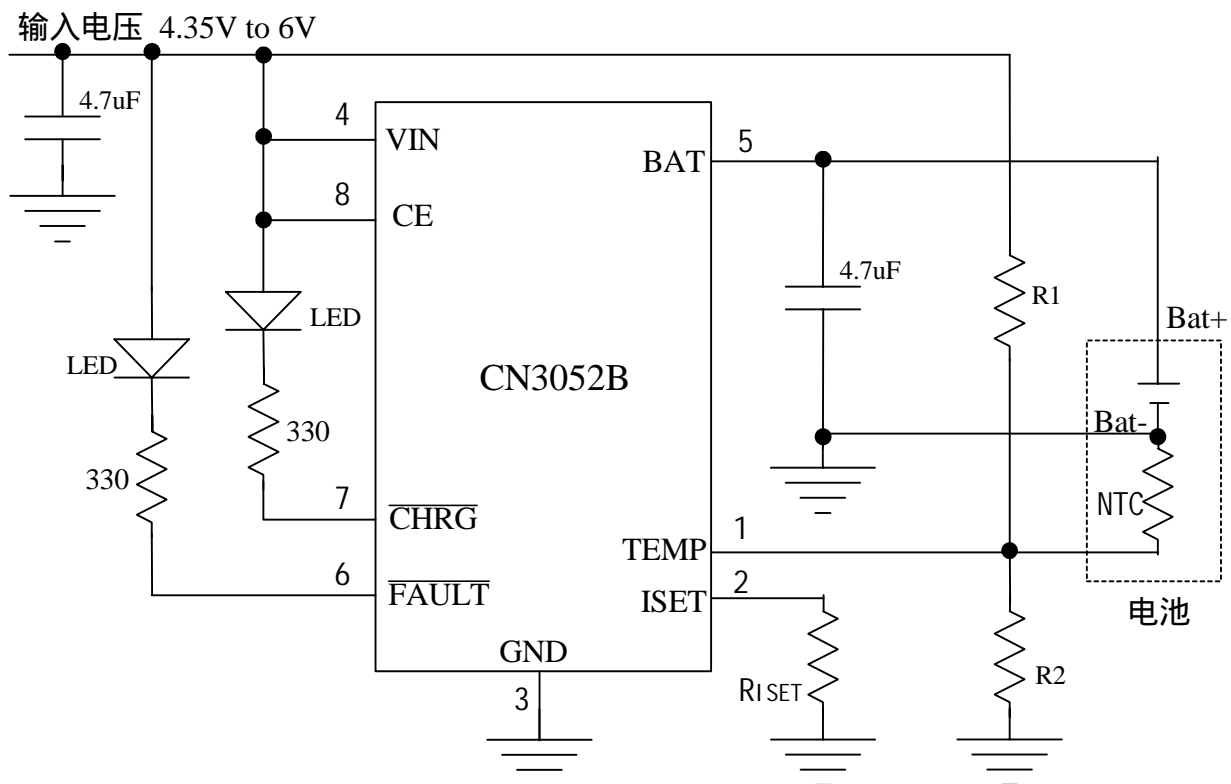 输入电压 4.35V to 6V
4.7uF
4
VIN
5
BAT
8
CE
4.7uF
R1
LED
Bat+
LED
CN3052B
Bat-
330
330
NTC
7
CHRG
1
TEMP
6
FAULT
2
ISET
电池
GND
3
RISET
R2